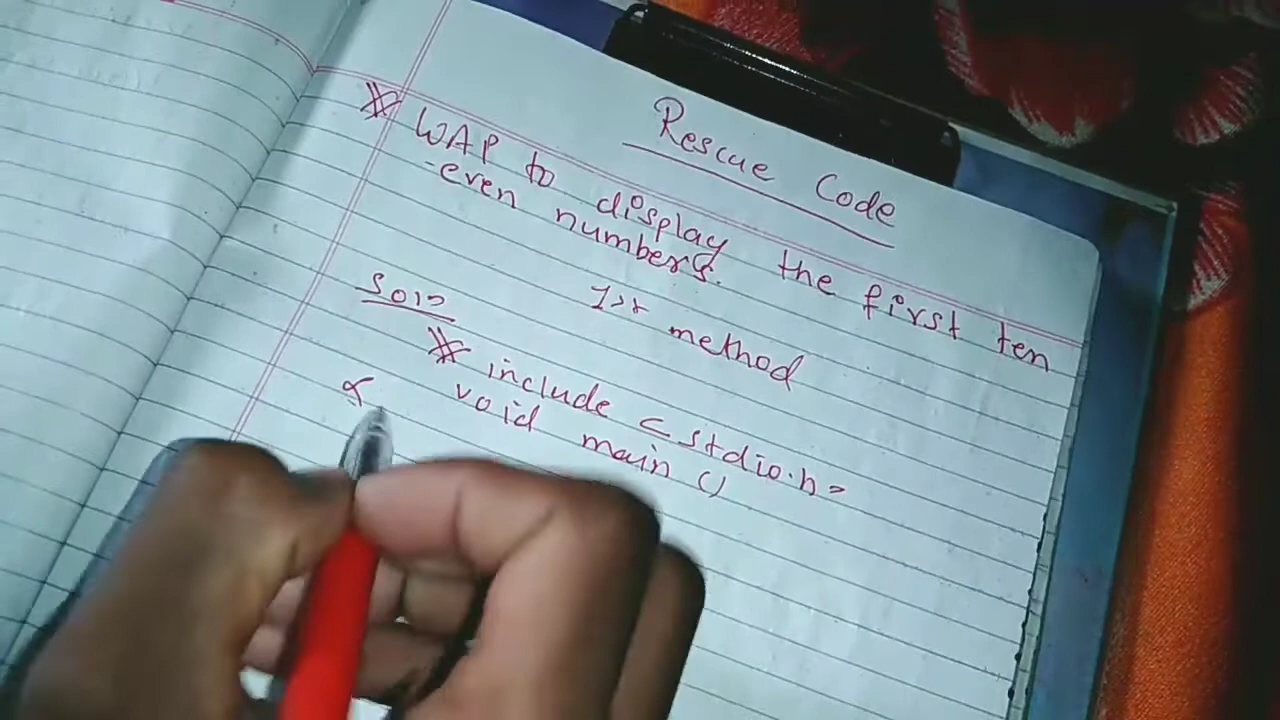 Rescue Code
WAP to display the first ten
even numbers.
Soln
1st method
# include <stdio.h>
void main ()
{